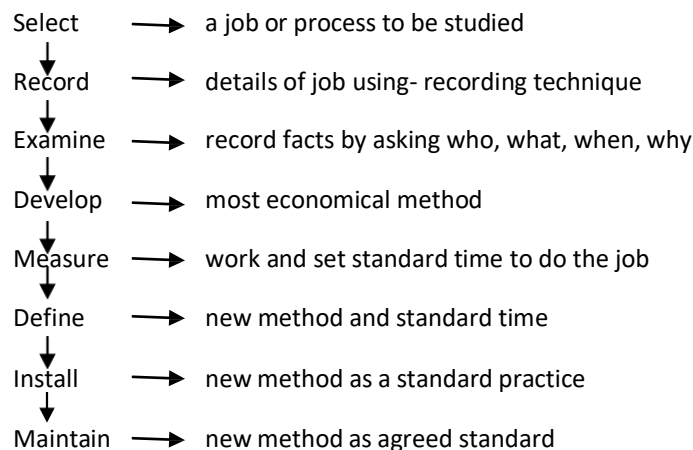 Select a job or process to be studied
Record details of job using- recording technique
Examine record facts by asking who, what, when, why
Develop most economical method
Measure work and set standard time to do the job
Define new method and standard time
Install new method as a standard practice
Maintain new method as agreed standard